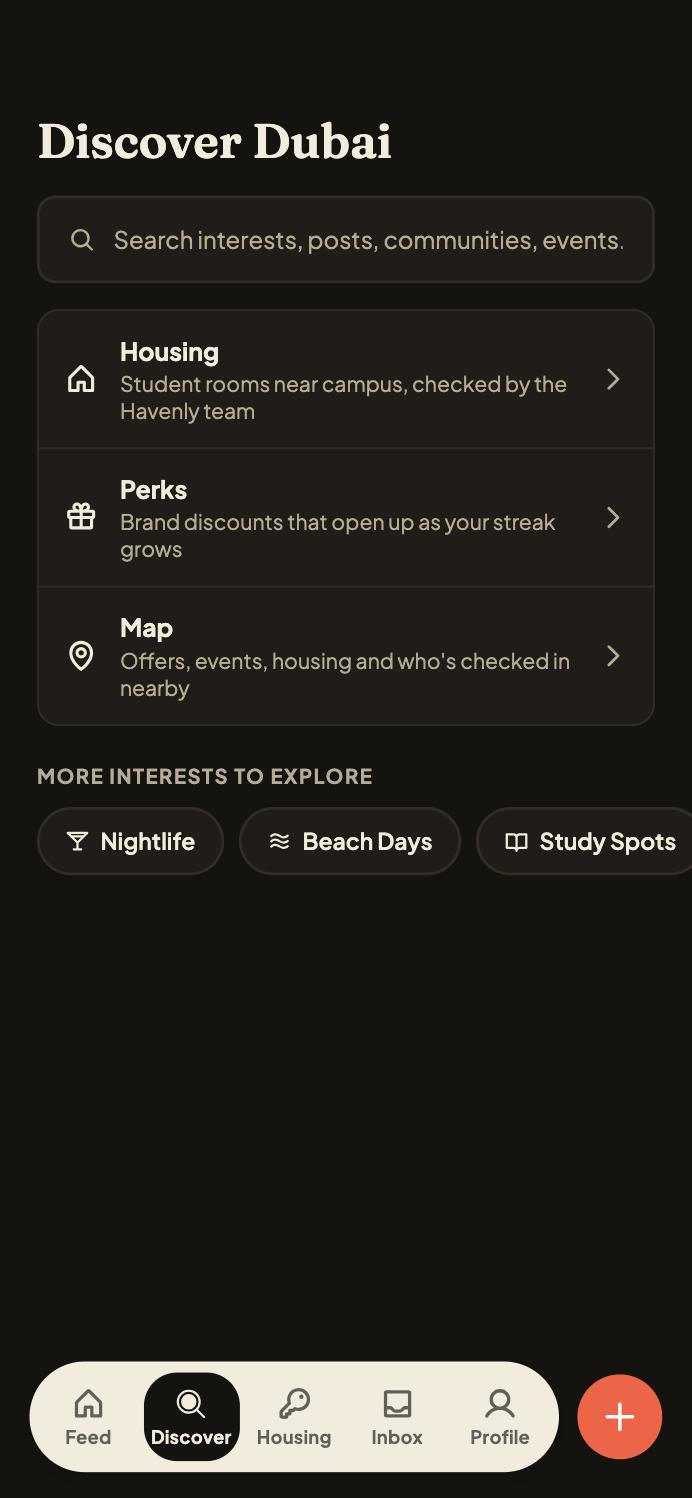 Discover Dubai
Search interests, posts, communities, events.
Housing
Student rooms near campus, checked by the
Havenly team
Perks
Brand discounts that open up as your streak
grows
Map
Offers, events, housing and who's checked in
nearby
MORE INTERESTS TO EXPLORE
Nightlife
Beach Days
Study Spots
Feed
Discover
Housing
Inbox
Profile